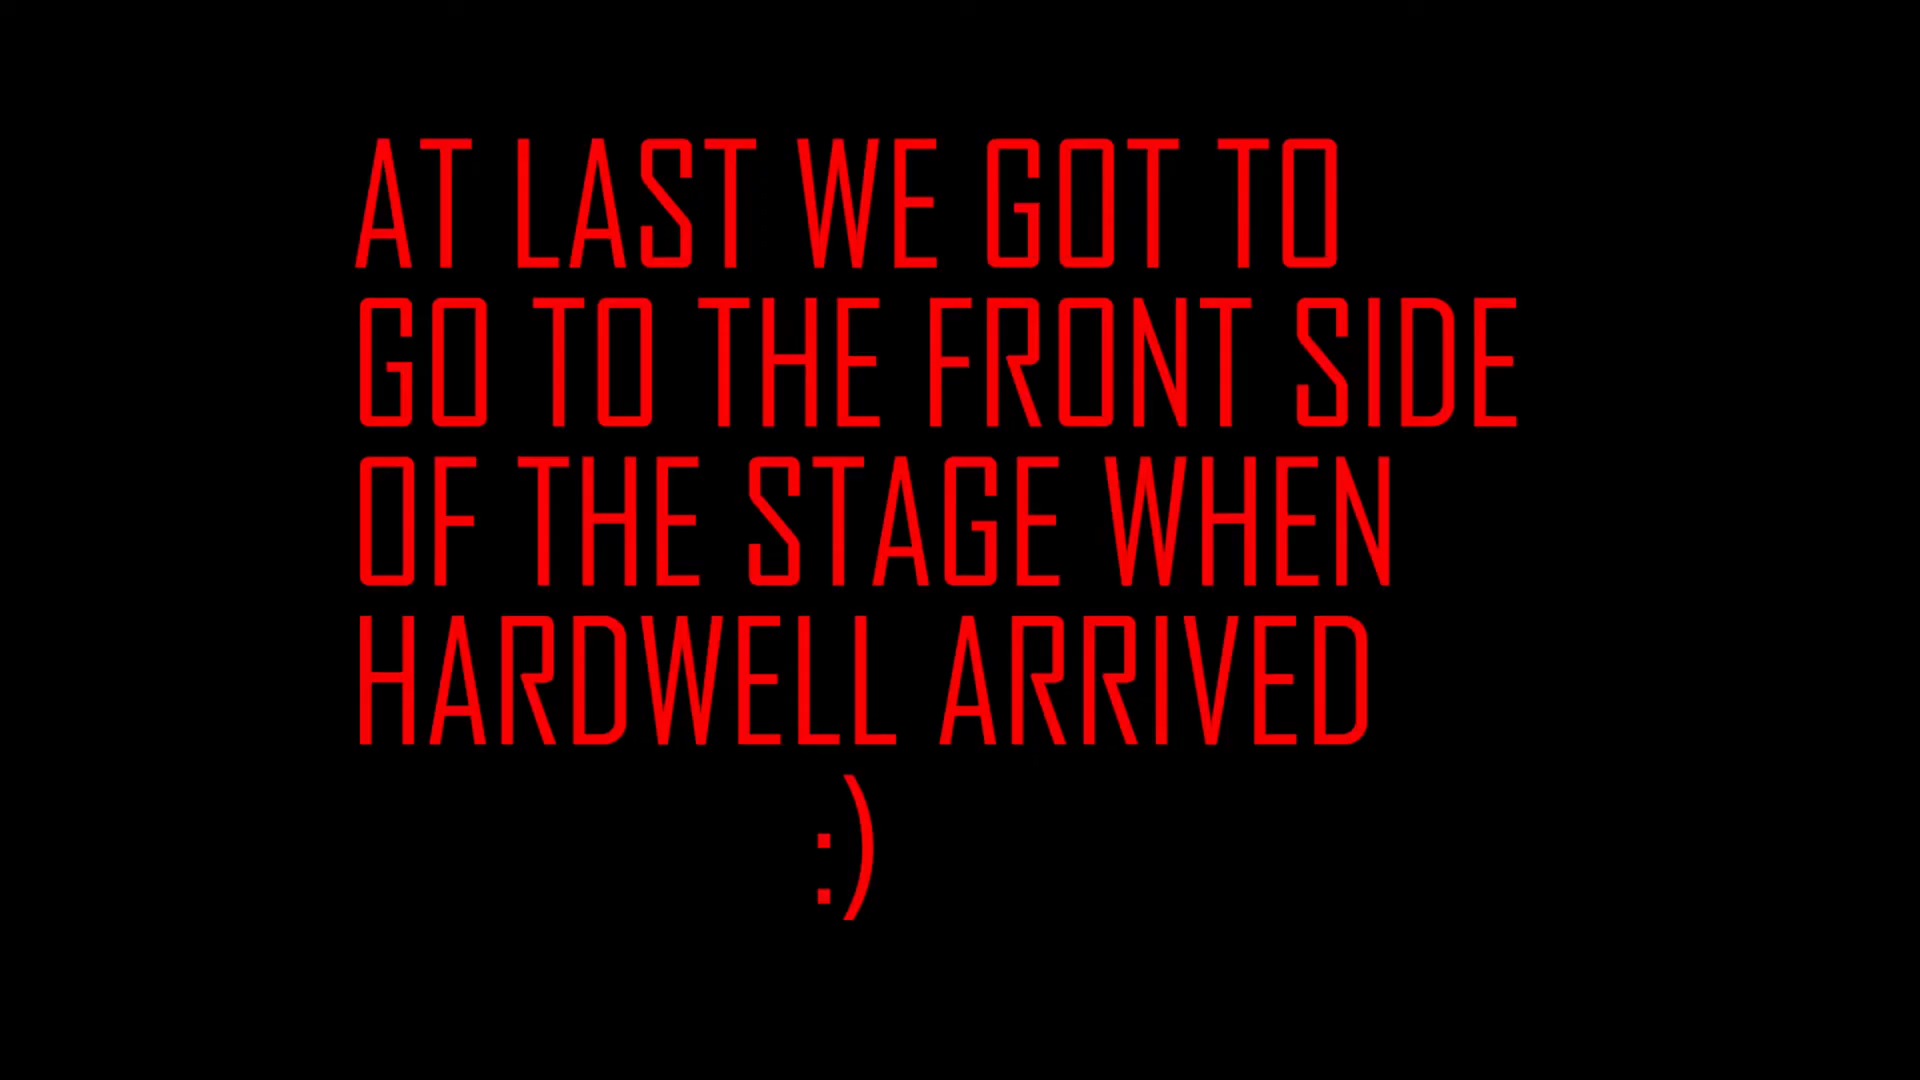 AT LAST WE GOT TO
GO TO THE FRONT SIDE
OF THE STAGE WHEN
HARDWELL ARRIVED
:)